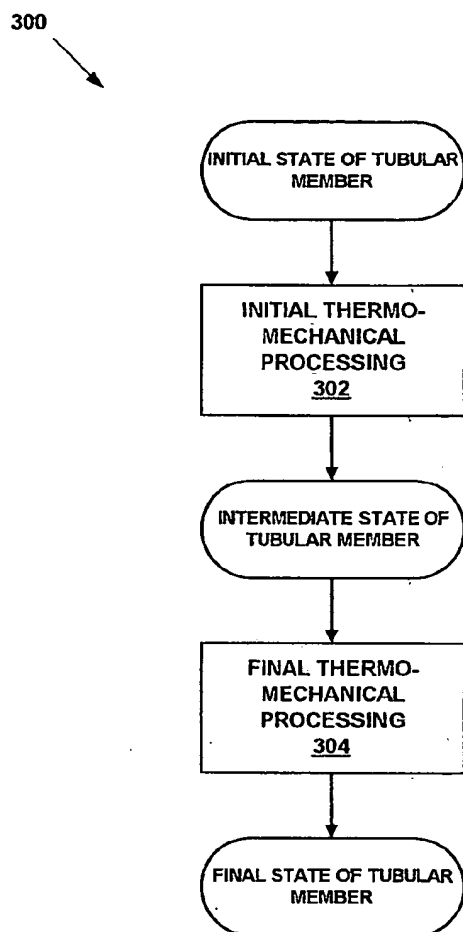 300
INITIAL STATE OF TUBULAR
MEMBER
INITIAL THERMO-
MECHANICAL
PROCESSING
302
INTERMEDIATE STATE OF
TUBULAR MEMBER
FINAL THERMO-
MECHANICAL
PROCESSING
304
FINAL STATE OF TUBULAR
MEMBER